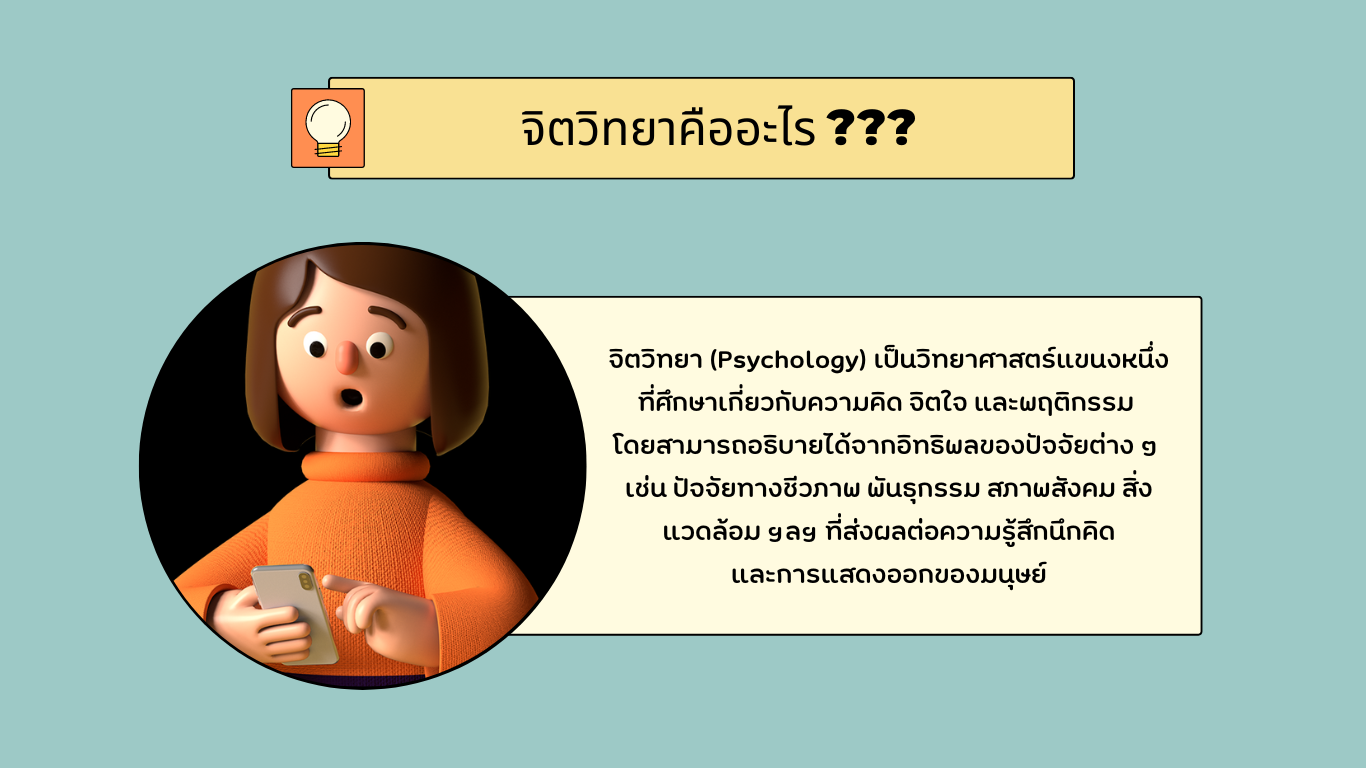 จิตวิทยาคืออะไร ???
จิตวิทยา (Psychology) เป็นวิทยาศาสตร์แขนงหนึ่ง
ที่ศึกษาเกี่ยวกับความคิด จิตใจ และพฤติกรรม
โดยสามารถอธิบายได้จากอิทธิพลของปัจจัยต่าง ๆ
เช่น ปัจจัยทางชีวภาพ พันธุกรรม สภาพสังคม สิ่ง
แวดล้อม ฯลฯ ที่ส่งผลต่อความรู้สึกนึกคิด
และการแสดงออกของมนุษย์